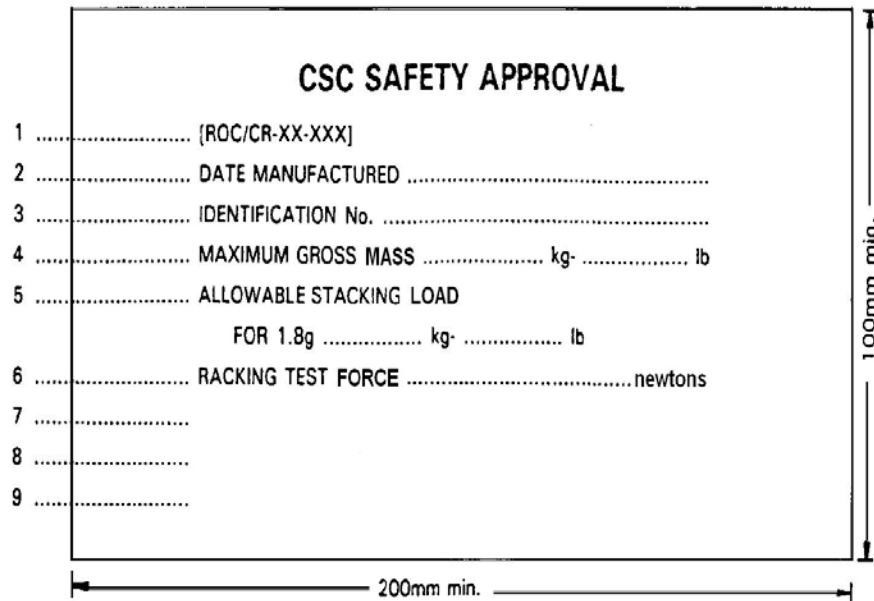 CSC SAFETY APPROVAL
1 .......................... [ROC/CR-XX-XXX]
2 .......................... DATE MANUFACTURED ....................................................
3 .......................... IDENTIFICATION No. ........................................................
4 .......................... MAXIMUM GROSS MASS .................... kg- .................. lb
5 .......................... ALLOWABLE STACKING LOAD
FOR 1.8g ................. kg- ................. lb
6 .......................... RACKING TEST FORCE ......................................newtons
7 ..........................
8 ..........................
9 ..........................
100mm min.
200mm min.